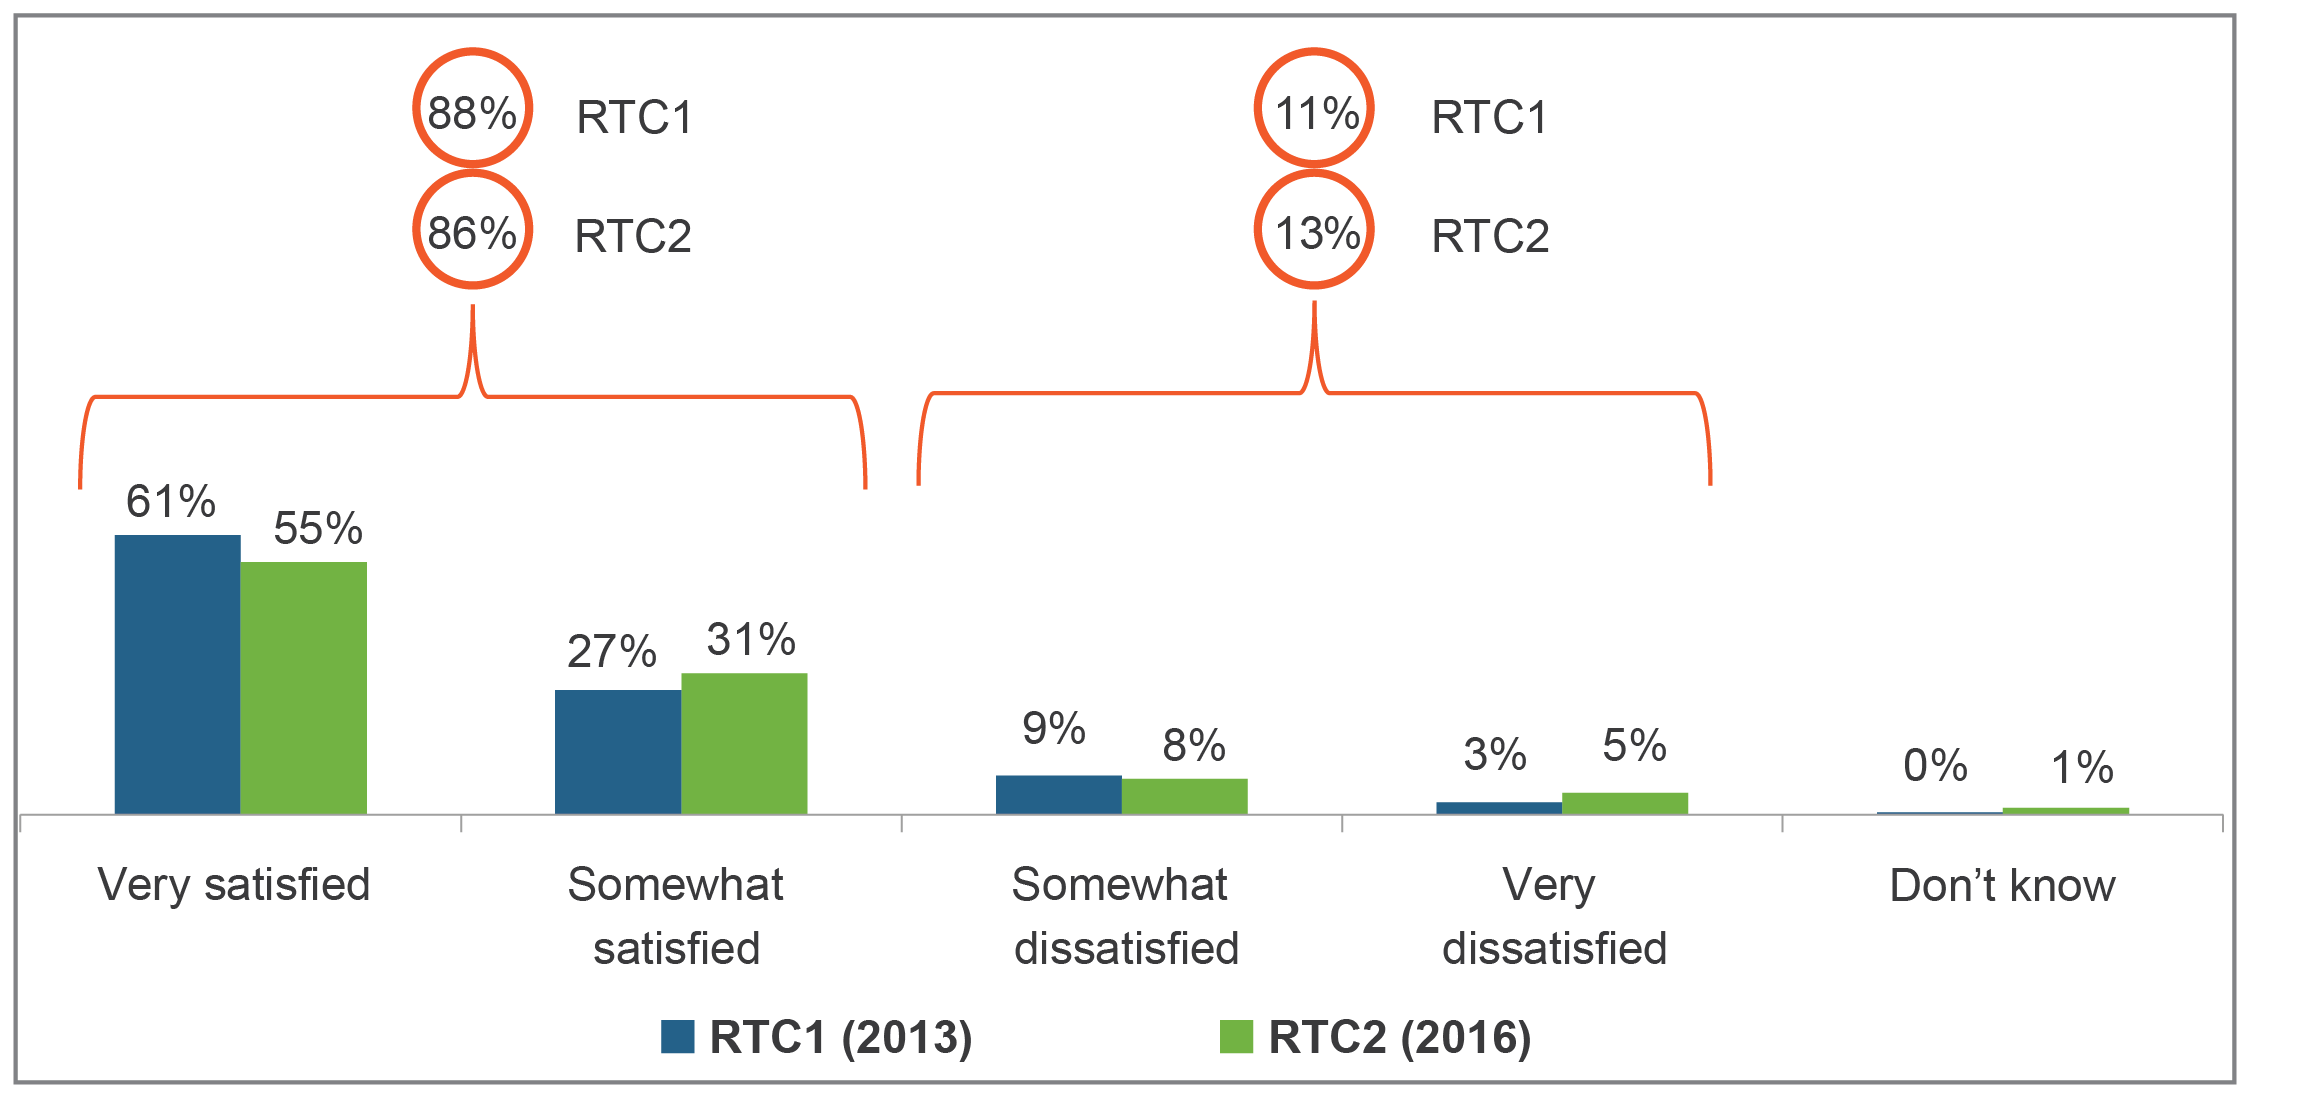 88% RTC1
11% RTC1
86% RTC2
13% RTC2
61%
55%
27%
31%
9%
8%
3%
5%
0%
1%
Very satisfied
Somewhat
satisfied
Somewhat
dissatisfied
Very
dissatisfied
Don’t know
RTC1 (2013)
RTC2 (2016)